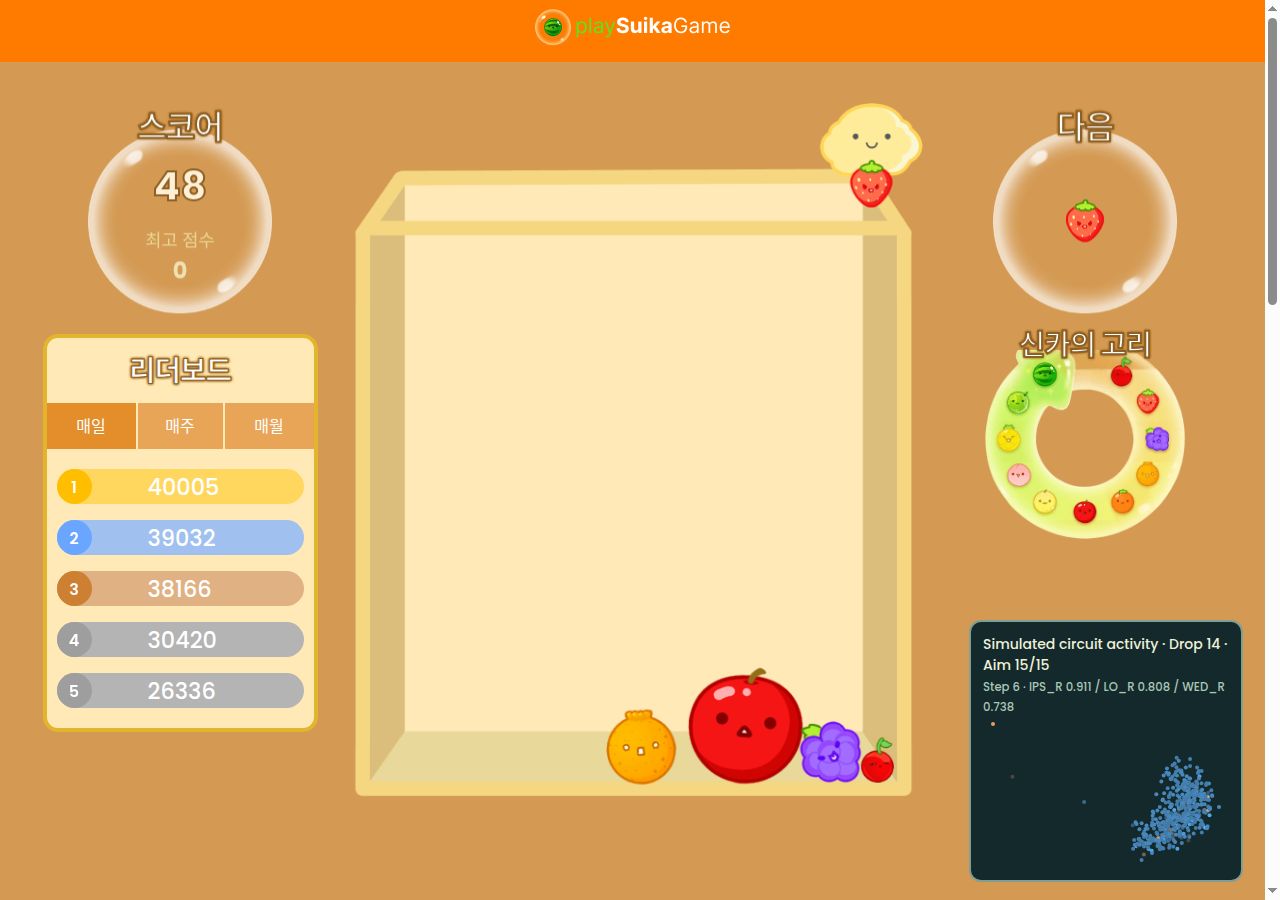 playSuikaGame
스코어
48
최고 점수
0
다음
리더보드
매일 매주 매월
1 40005
2 39032
3 38166
4 30420
5 26336
신카의 고리
Simulated circuit activity · Drop 14 ·
Aim 15/15
Step 6 · IPS_R 0.911 / LO_R 0.808 / WED_R
0.738